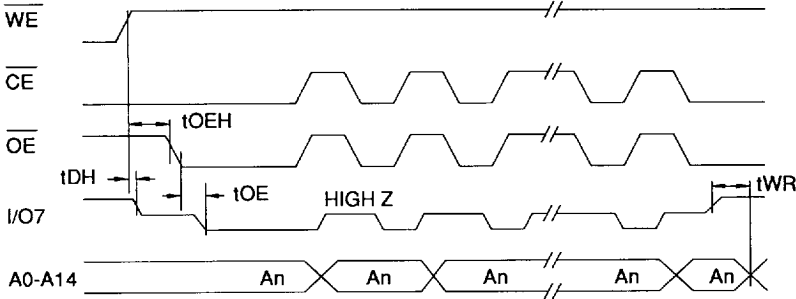 WE
CE
tOEH
OE
tDH
tOE
HIGH Z
tWR
I/O7
A0-A14 An An An An An